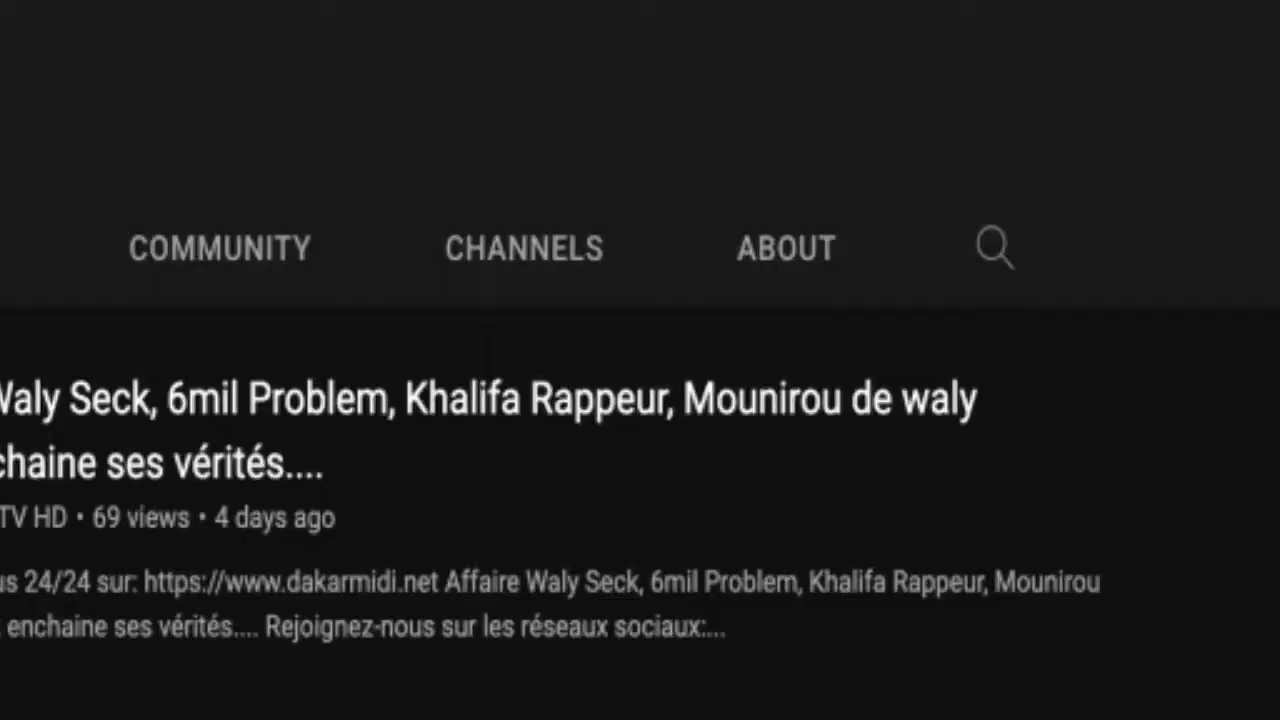 COMMUNITY CHANNELS ABOUT
Waly Seck, 6mil Problem, Khalifa Rappeur, Mounirou de waly
chaine ses vérités....
TV HD • 69 views • 4 days ago
us 24/24 sur: https://www.dakarmidi.net Affaire Waly Seck, 6mil Problem, Khalifa Rappeur, Mounirou
enchaine ses vérités.... Rejoignez-nous sur les réseaux sociaux:...